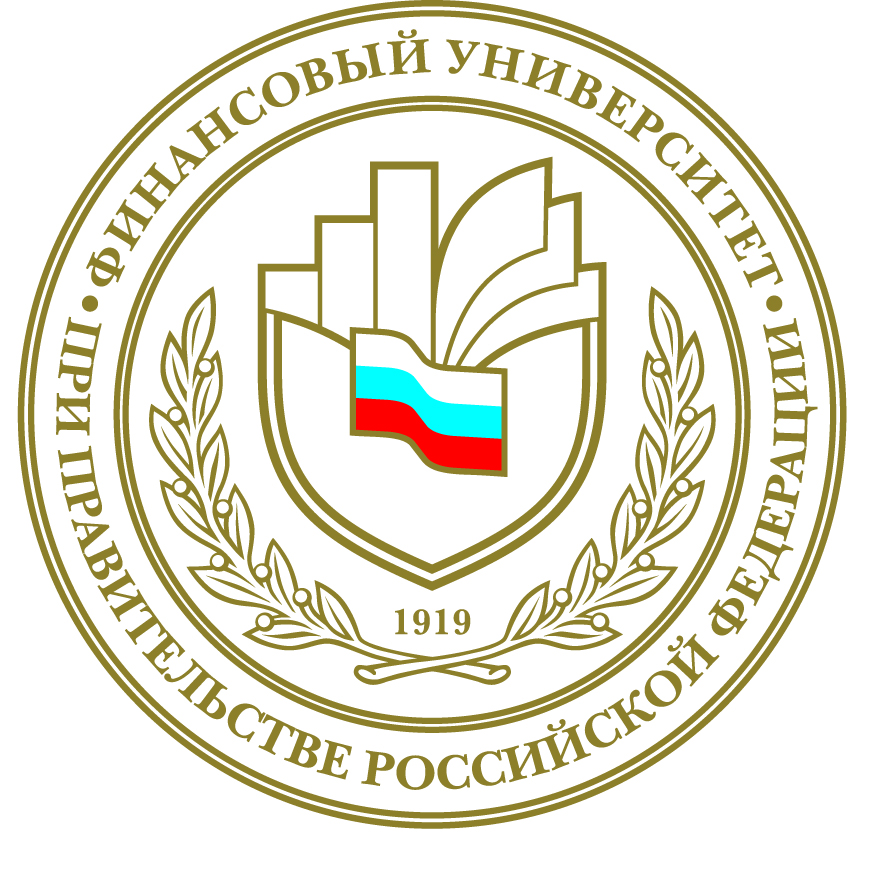 ФИНАНСОВЫЙ УНИВЕРСИТЕТ
ПРИ ПРАВИТЕЛЬСТВЕ РОССИЙСКОЙ ФЕДЕРАЦИИ
1919